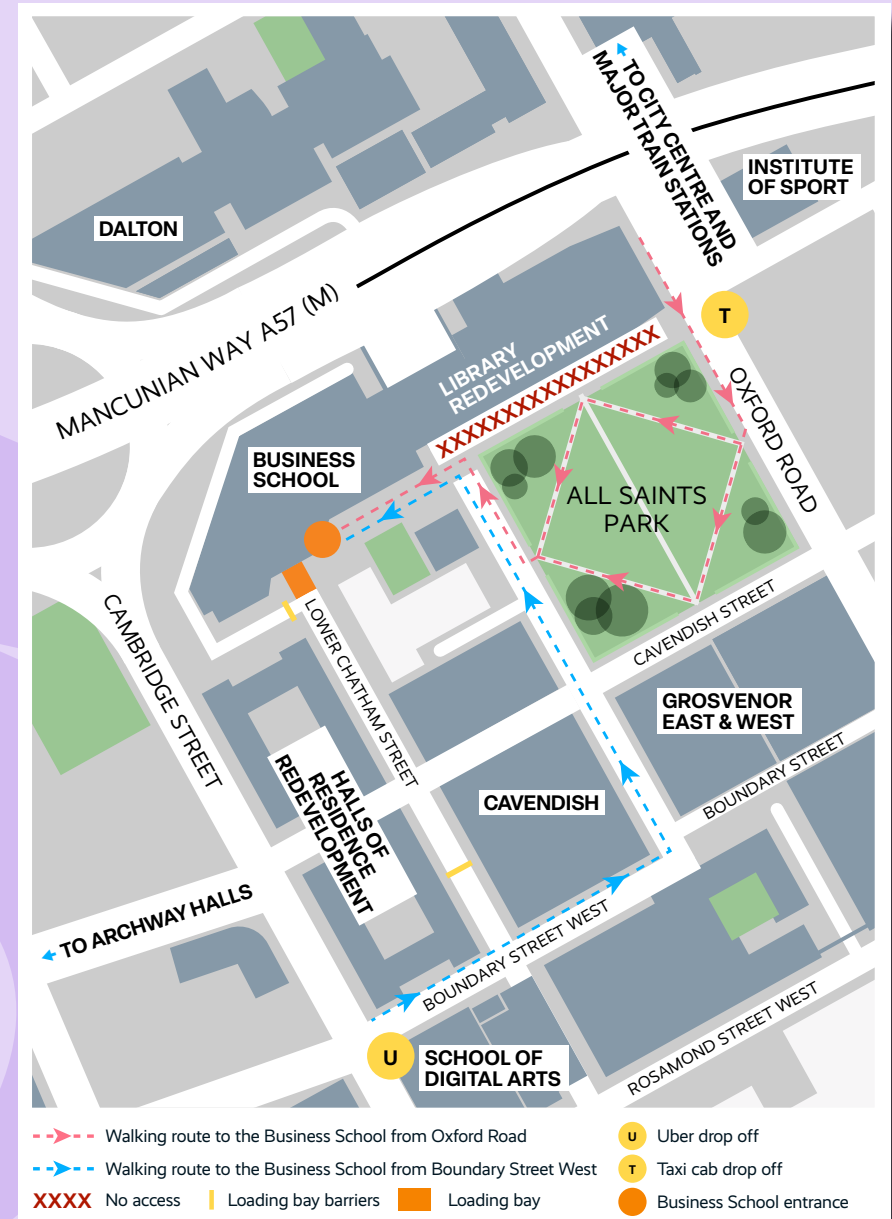 TO CITY CENTRE AND
MAJOR TRAIN STATIONS
INSTITUTE
OF SPORT
DALTON
MANCUNIAN WAY A57 (M)
T
LIBRARY
REDEVELOPMENT
XXXXXXXXXXXXXXXXXX
OXFORD ROAD
BUSINESS
SCHOOL
ALL SAINTS
PARK
CAMBRIDGE STREET
LOWER CHATHAM STREET
CAVENDISH STREET
GROSVENOR
EAST & WEST
BOUNDARY STREET
HALLS OF
RESIDENCE
REDEVELOPMENT
CAVENDISH
TO ARCHWAY HALLS
BOUNDARY STREET WEST
U
SCHOOL OF
DIGITAL ARTS
ROSAMOND STREET WEST
Walking route to the Business School from Oxford Road
U Uber drop off
Walking route to the Business School from Boundary Street West
T Taxi cab drop off
XXXX No access Loading bay barriers Loading bay
Business School entrance